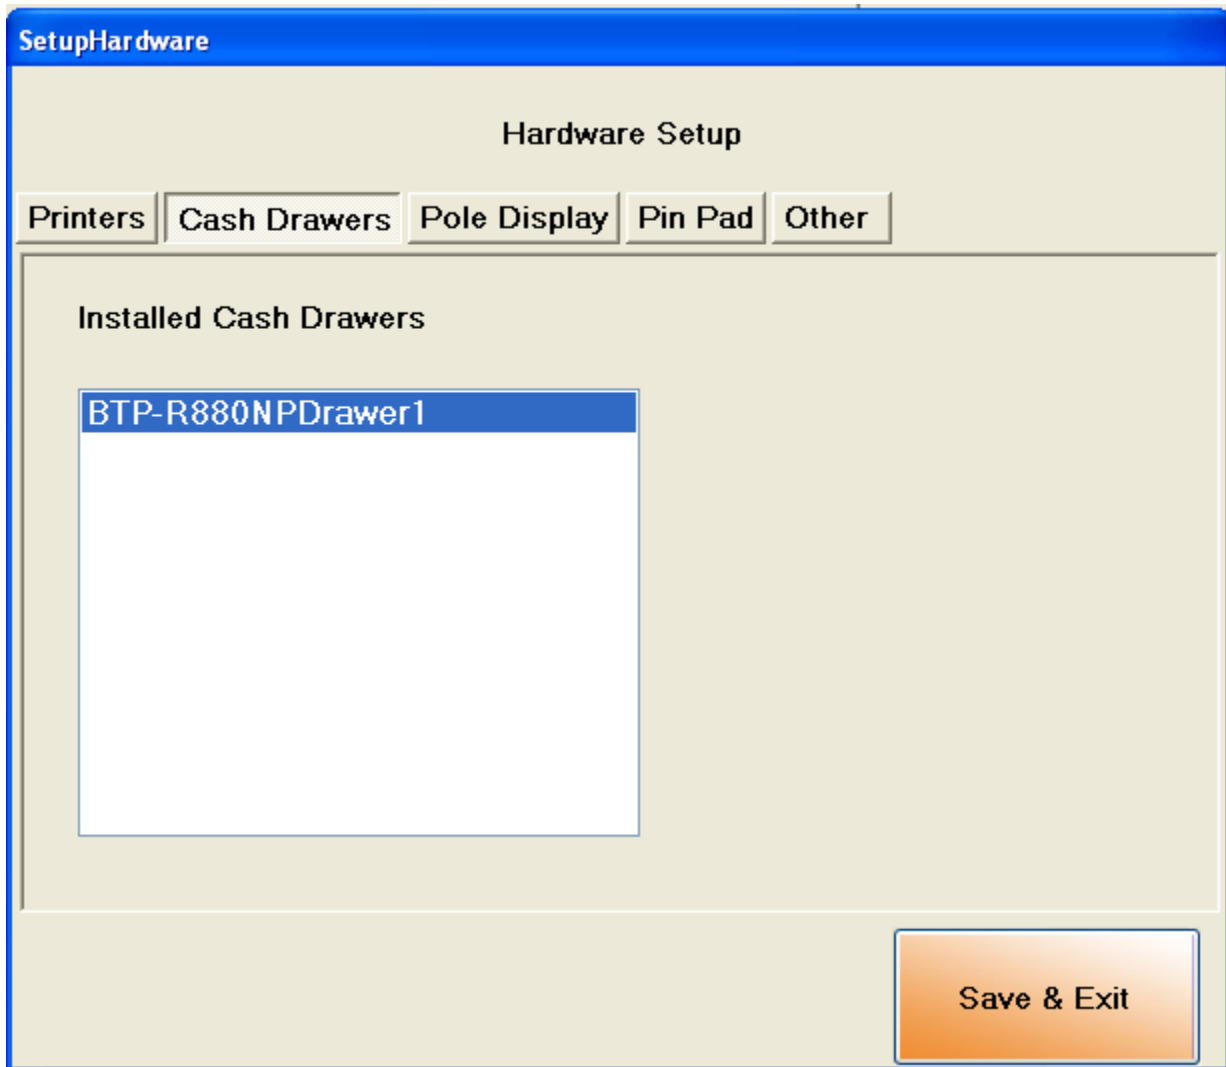 SetupHardware
Hardware Setup
Printers Cash Drawers Pole Display Pin Pad Other
Installed Cash Drawers
BTP-R880NPDrawer1
Save & Exit